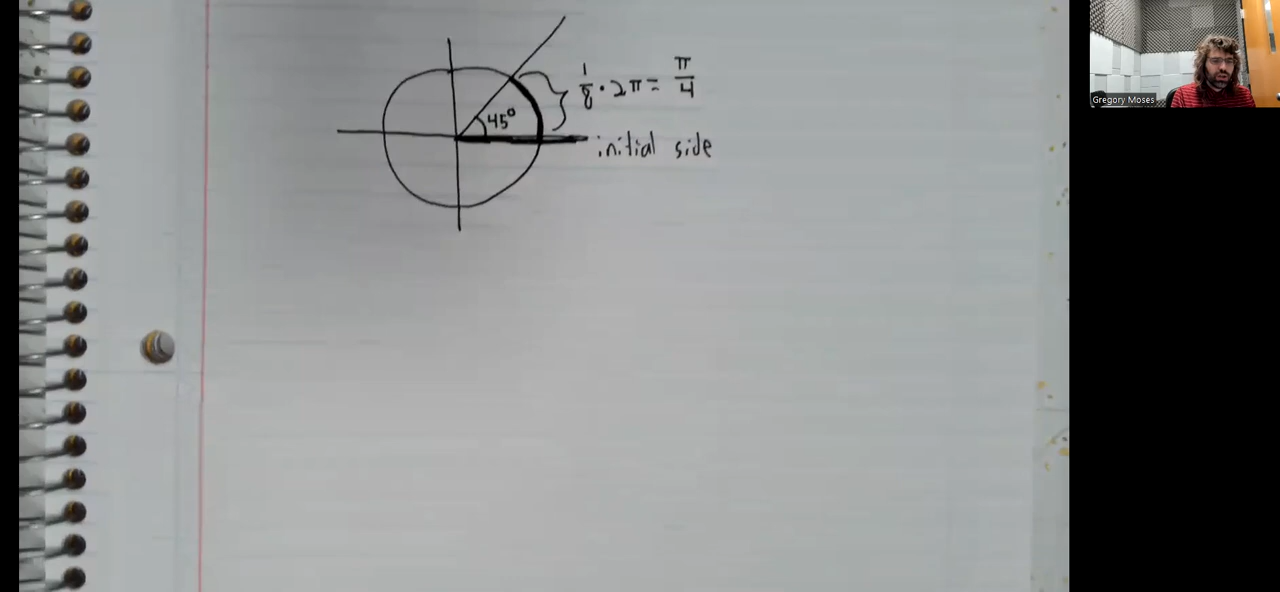 1/8 · 2π = π/4
45°
initial side
Gregory Moses